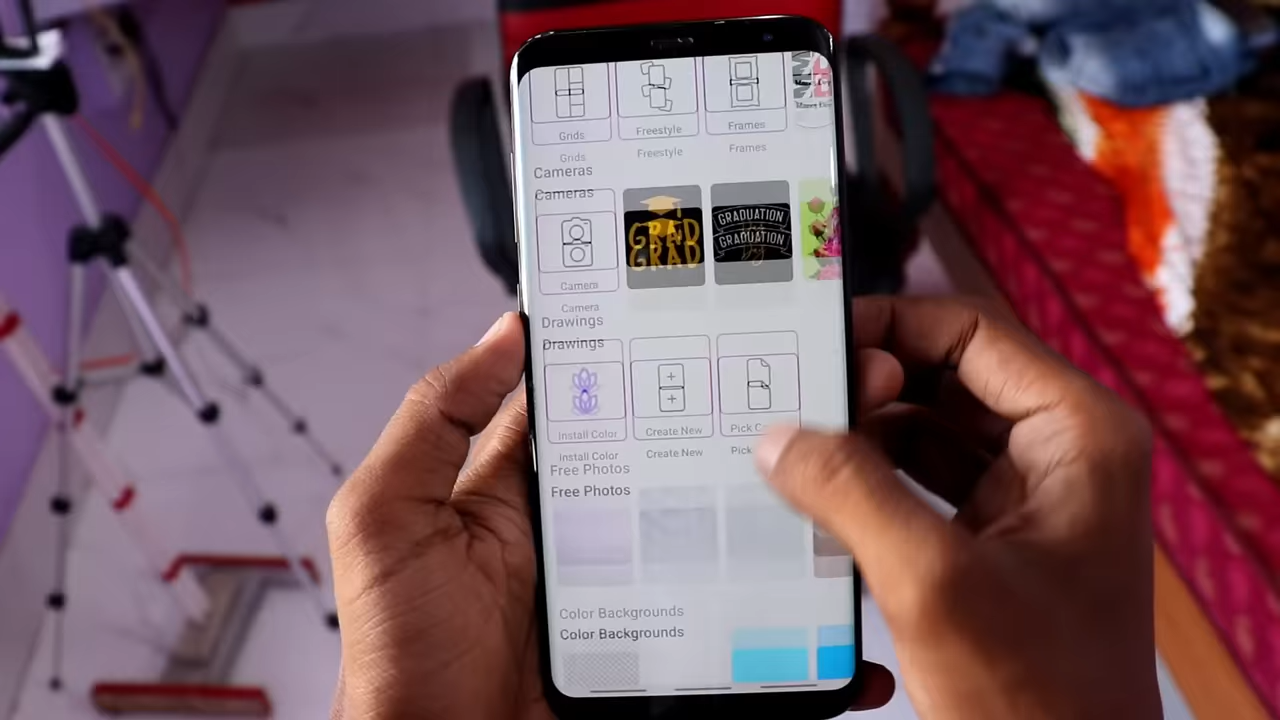 Grids Freestyle Frames
Grids Freestyle Frames
Cameras
Cameras
GRAD
GRAD
GRADUATION
GRADUATION
Camera
Camera
Drawings
Drawings
Install Color Create New Pick
Install Color Create New Pick
Free Photos
Free Photos
Color Backgrounds
Color Backgrounds